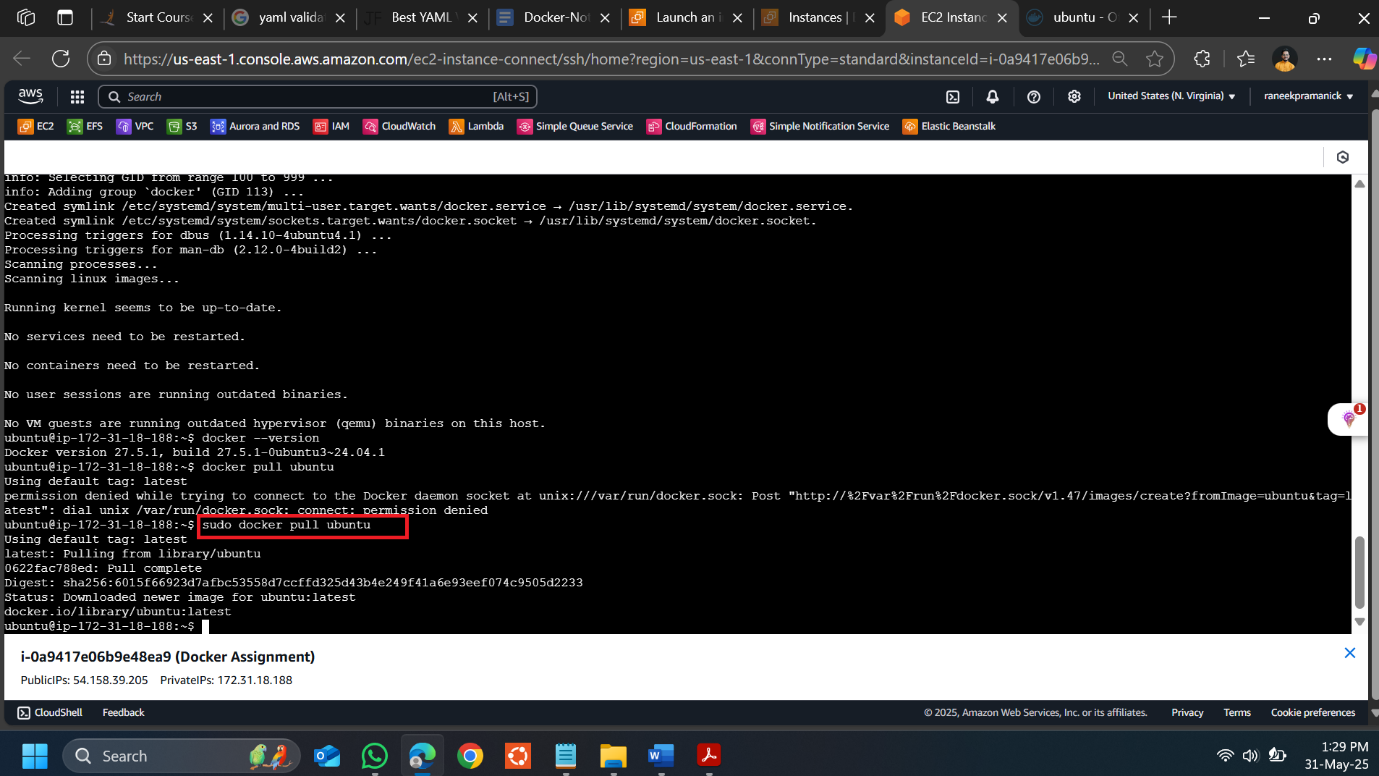 Start Cours
yaml valida
Best YAML V
Docker-Not
Launch an i
Instances |
EC2 Instanc
ubuntu - O
https://us-east-1.console.aws.amazon.com/ec2-instance-connect/ssh/home?region=us-east-1&connType=standard&instanceId=i-0a9417e06b9...
aws
Search [Alt+S]
United States (N. Virginia)
raneekpramanick
EC2 EFS VPC S3 Aurora and RDS IAM CloudWatch Lambda Simple Queue Service CloudFormation Simple Notification Service Elastic Beanstalk
info: Selecting GID from range 100 to 999 ...
info: Adding group `docker' (GID 113) ...
Created symlink /etc/systemd/system/multi-user.target.wants/docker.service → /usr/lib/systemd/system/docker.service.
Created symlink /etc/systemd/system/sockets.target.wants/docker.socket → /usr/lib/systemd/system/docker.socket.
Processing triggers for dbus (1.14.10-4ubuntu4.1) ...
Processing triggers for man-db (2.12.0-4build2) ...
Scanning processes...
Scanning linux images...
Running kernel seems to be up-to-date.
No services need to be restarted.
No containers need to be restarted.
No user sessions are running outdated binaries.
No VM guests are running outdated hypervisor (qemu) binaries on this host.
ubuntu@ip-172-31-18-188:~$ docker --version
Docker version 27.5.1, build 27.5.1-0ubuntu3~24.04.1
ubuntu@ip-172-31-18-188:~$ docker pull ubuntu
Using default tag: latest
permission denied while trying to connect to the Docker daemon socket at unix:///var/run/docker.sock: Post "http://%2Fvar%2Frun%2Fdocker.sock/v1.47/images/create?fromImage=ubuntu&tag=l
atest": dial unix /var/run/docker.sock: connect: permission denied
ubuntu@ip-172-31-18-188:~$ sudo docker pull ubuntu
Using default tag: latest
latest: Pulling from library/ubuntu
0622fac788ed: Pull complete
Digest: sha256:6015f66923d7afbc53558d7ccffd325d43b4e249f41a6e93eef074c9505d2233
Status: Downloaded newer image for ubuntu:latest
docker.io/library/ubuntu:latest
ubuntu@ip-172-31-18-188:~$
1
i-0a9417e06b9e48ea9 (Docker Assignment)
PublicIPs: 54.158.39.205 PrivateIPs: 172.31.18.188
CloudShell Feedback © 2025, Amazon Web Services, Inc. or its affiliates. Privacy Terms Cookie preferences
Search
1:29 PM
31-May-25